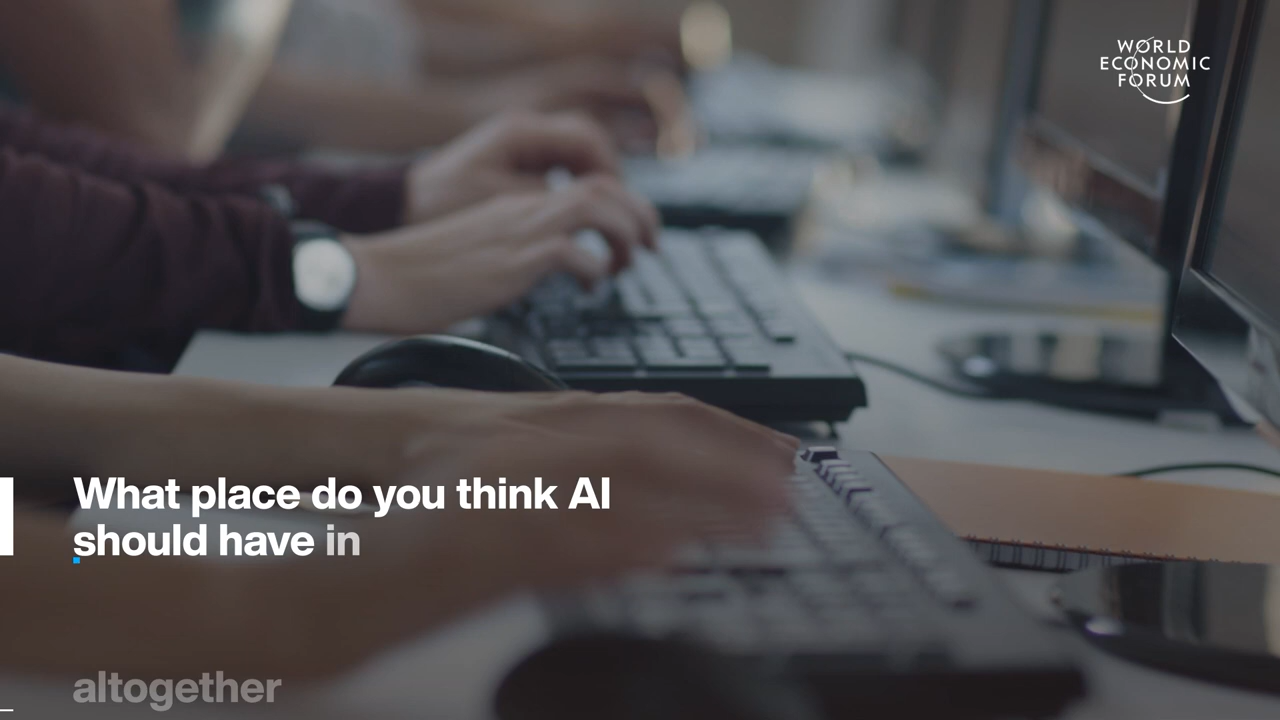 WORLD
ECONOMIC
FORUM
What place do you think AI
should have in
altogether